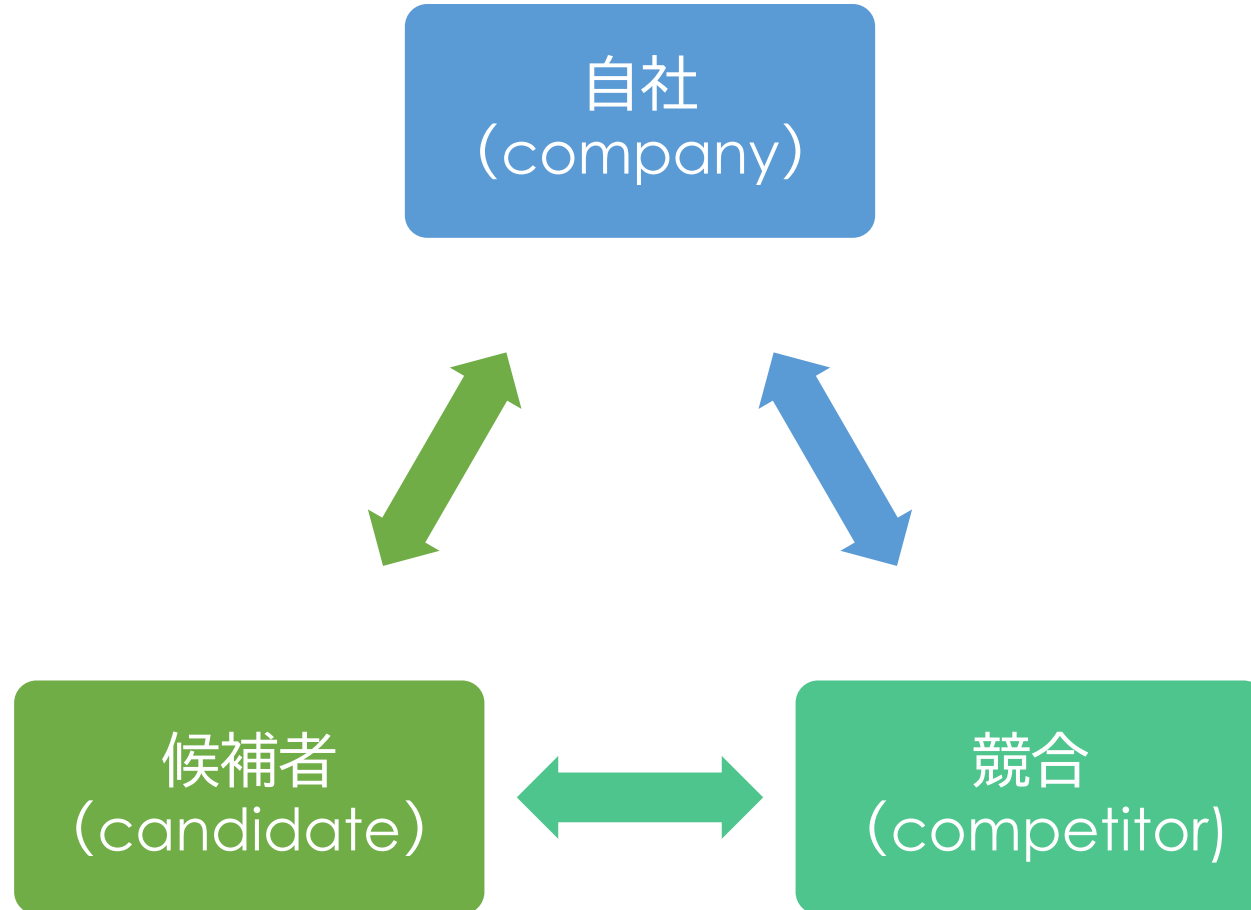 自社
（company）
候補者
（candidate）
競合
（competitor)